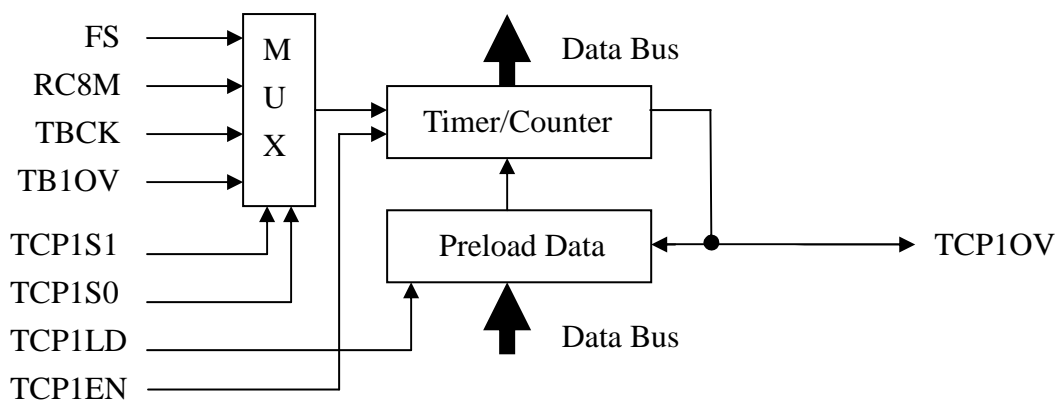 FS
RC8M
TBCK
TB1OV
TCP1S1
TCP1S0
TCP1LD
TCP1EN
M
U
X
Data Bus
Timer/Counter
Preload Data
Data Bus
TCP1OV